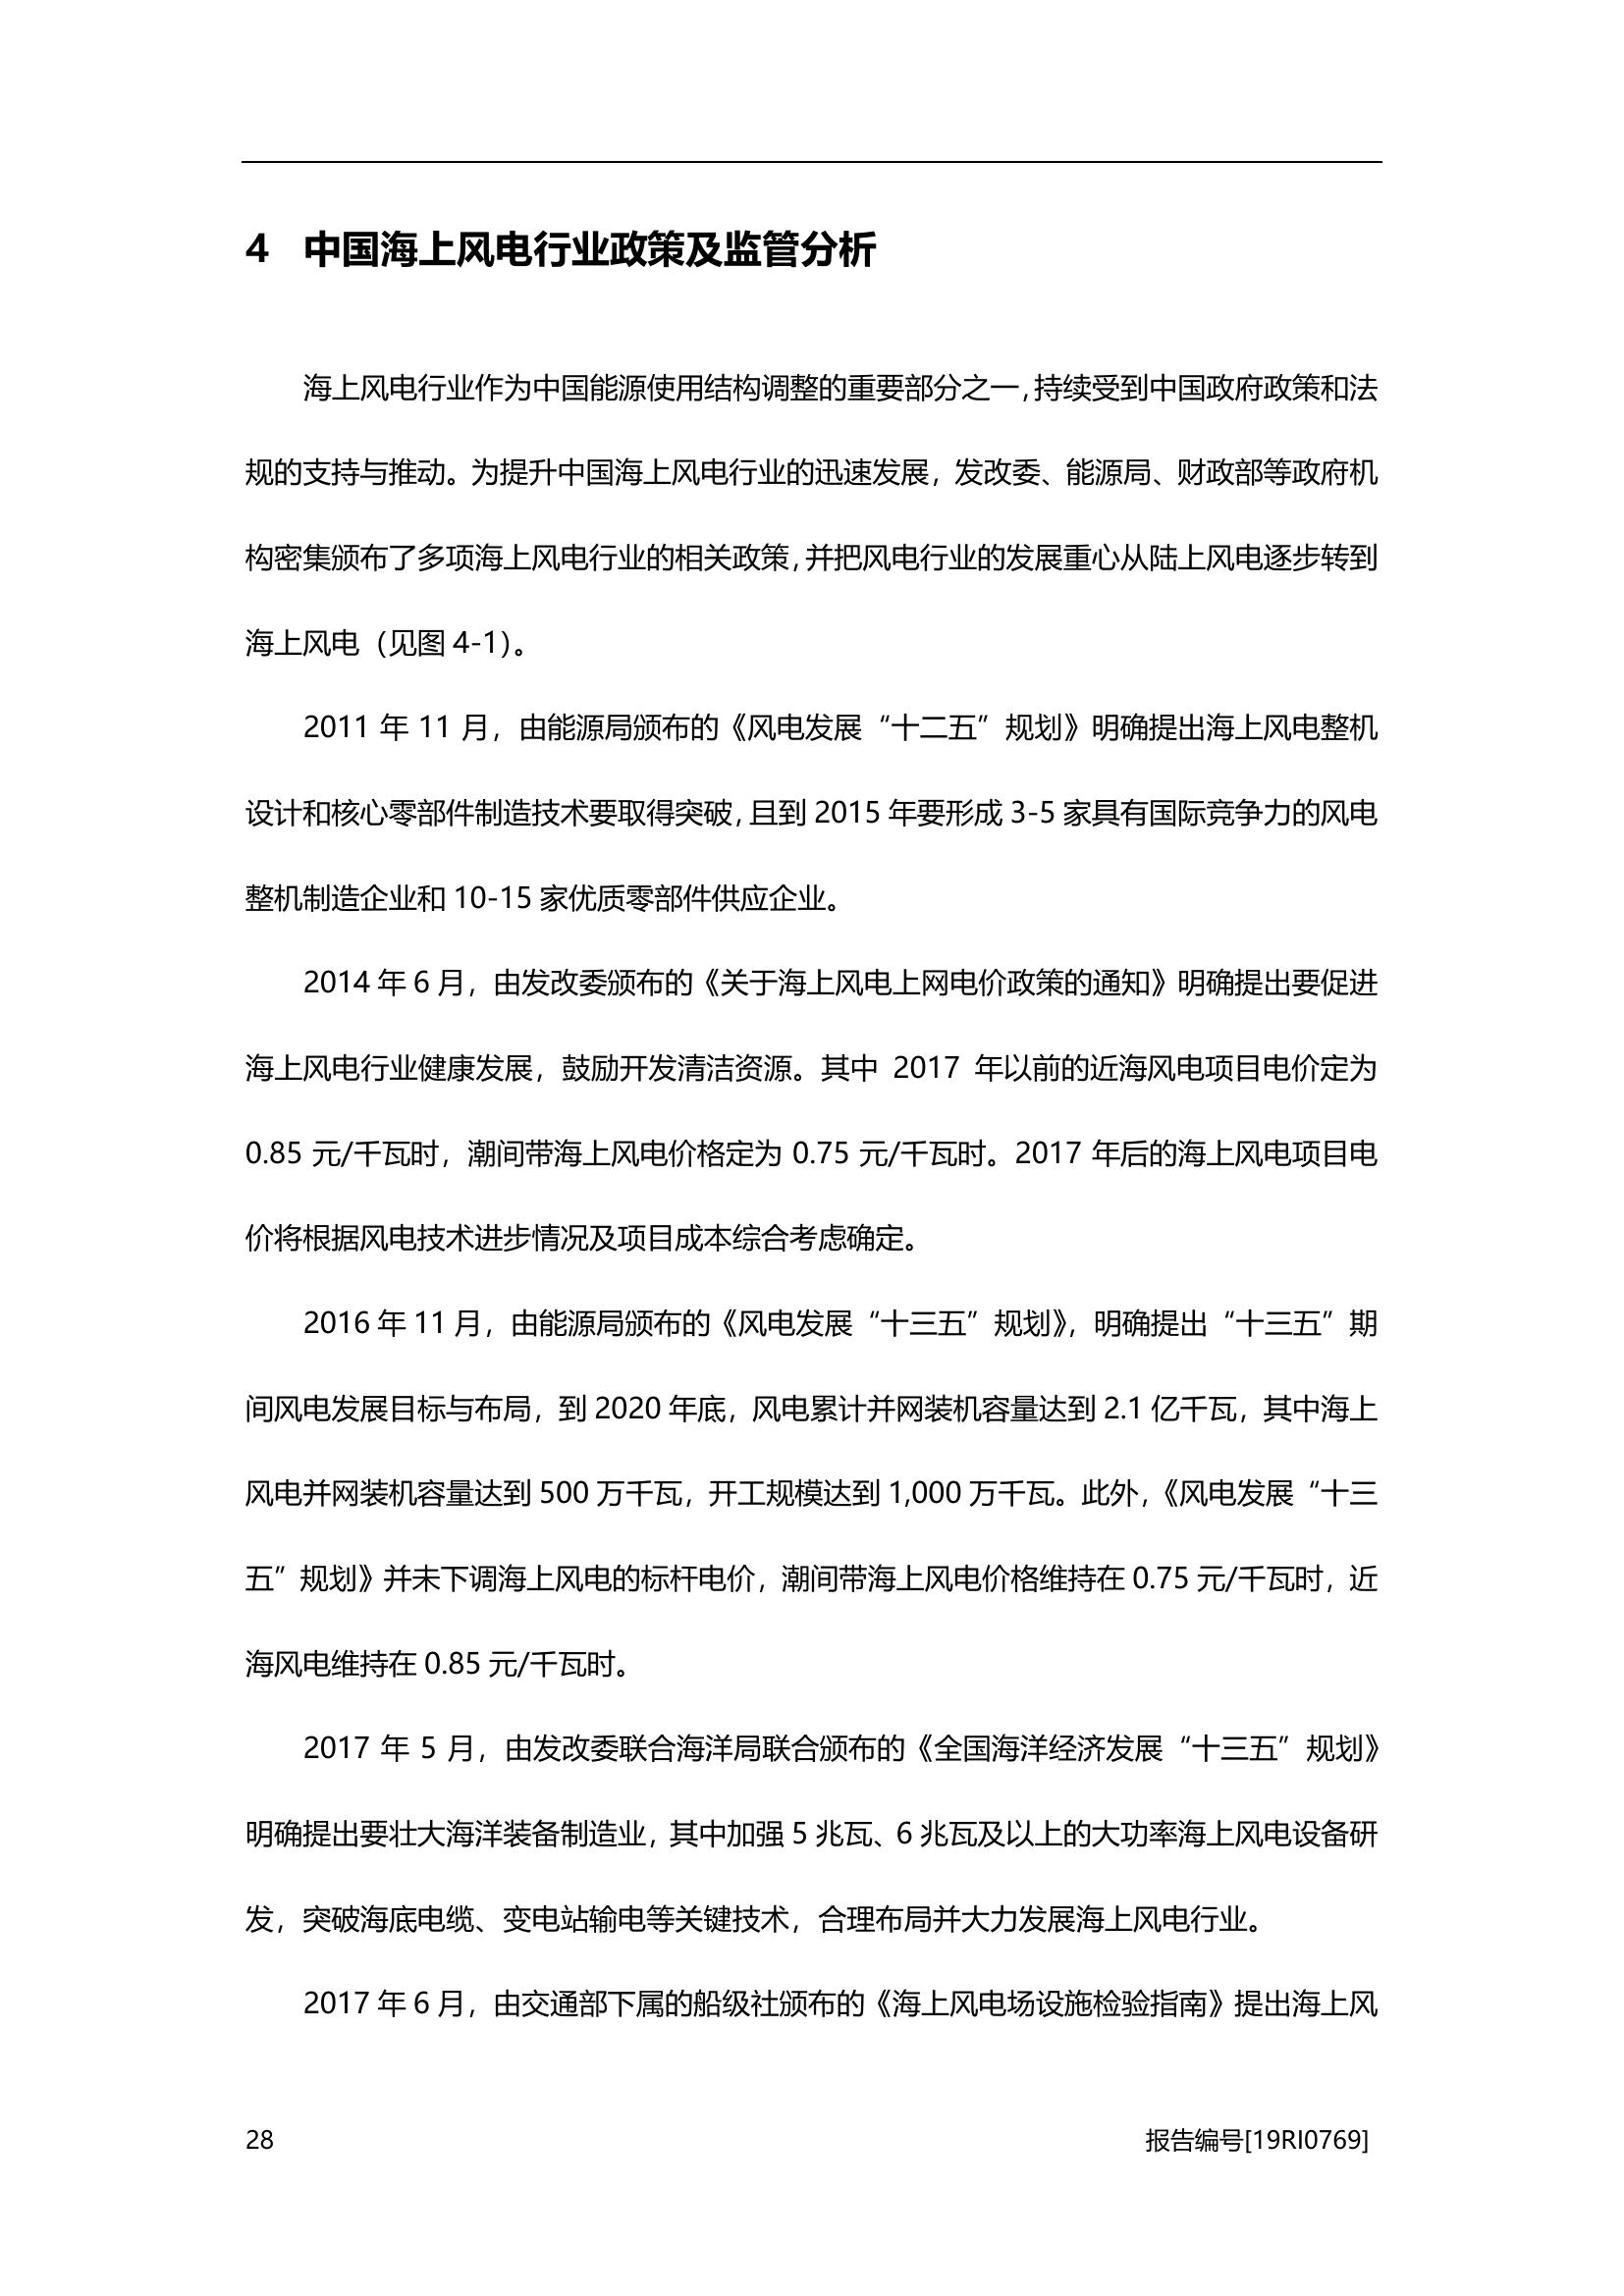 4 中国海上风电行业政策及监管分析
海上风电行业作为中国能源使用结构调整的重要部分之一，持续受到中国政府政策和法
规的支持与推动。为提升中国海上风电行业的迅速发展，发改委、能源局、财政部等政府机
构密集颁布了多项海上风电行业的相关政策，并把风电行业的发展重心从陆上风电逐步转到
海上风电（见图 4-1）。
2011 年 11 月，由能源局颁布的《风电发展“十二五”规划》明确提出海上风电整机
设计和核心零部件制造技术要取得突破，且到 2015 年要形成 3-5 家具有国际竞争力的风电
整机制造企业和 10-15 家优质零部件供应企业。
2014 年 6 月，由发改委颁布的《关于海上风电上网电价政策的通知》明确提出要促进
海上风电行业健康发展，鼓励开发清洁资源。其中 2017 年以前的近海风电项目电价定为
0.85 元/千瓦时，潮间带海上风电价格定为 0.75 元/千瓦时。2017 年后的海上风电项目电
价将根据风电技术进步情况及项目成本综合考虑确定。
2016 年 11 月，由能源局颁布的《风电发展“十三五”规划》，明确提出“十三五”期
间风电发展目标与布局，到 2020 年底，风电累计并网装机容量达到 2.1 亿千瓦，其中海上
风电并网装机容量达到 500 万千瓦，开工规模达到 1,000 万千瓦。此外，《风电发展“十三
五”规划》并未下调海上风电的标杆电价，潮间带海上风电价格维持在 0.75 元/千瓦时，近
海风电维持在 0.85 元/千瓦时。
2017 年 5 月，由发改委联合海洋局联合颁布的《全国海洋经济发展“十三五”规划》
明确提出要壮大海洋装备制造业，其中加强 5 兆瓦、6 兆瓦及以上的大功率海上风电设备研
发，突破海底电缆、变电站输电等关键技术，合理布局并大力发展海上风电行业。
2017 年 6 月，由交通部下属的船级社颁布的《海上风电场设施检验指南》提出海上风
28 报告编号[19RI0769]